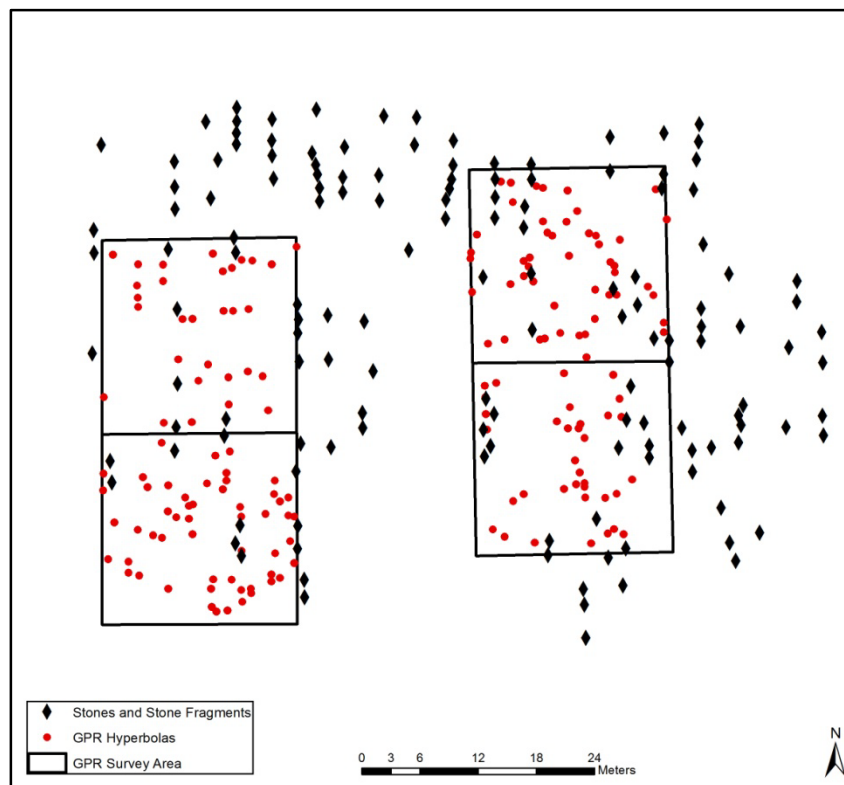 Stones and Stone Fragments
GPR Hyperbolas
GPR Survey Area
0 3 6 12 18 24
Meters
N